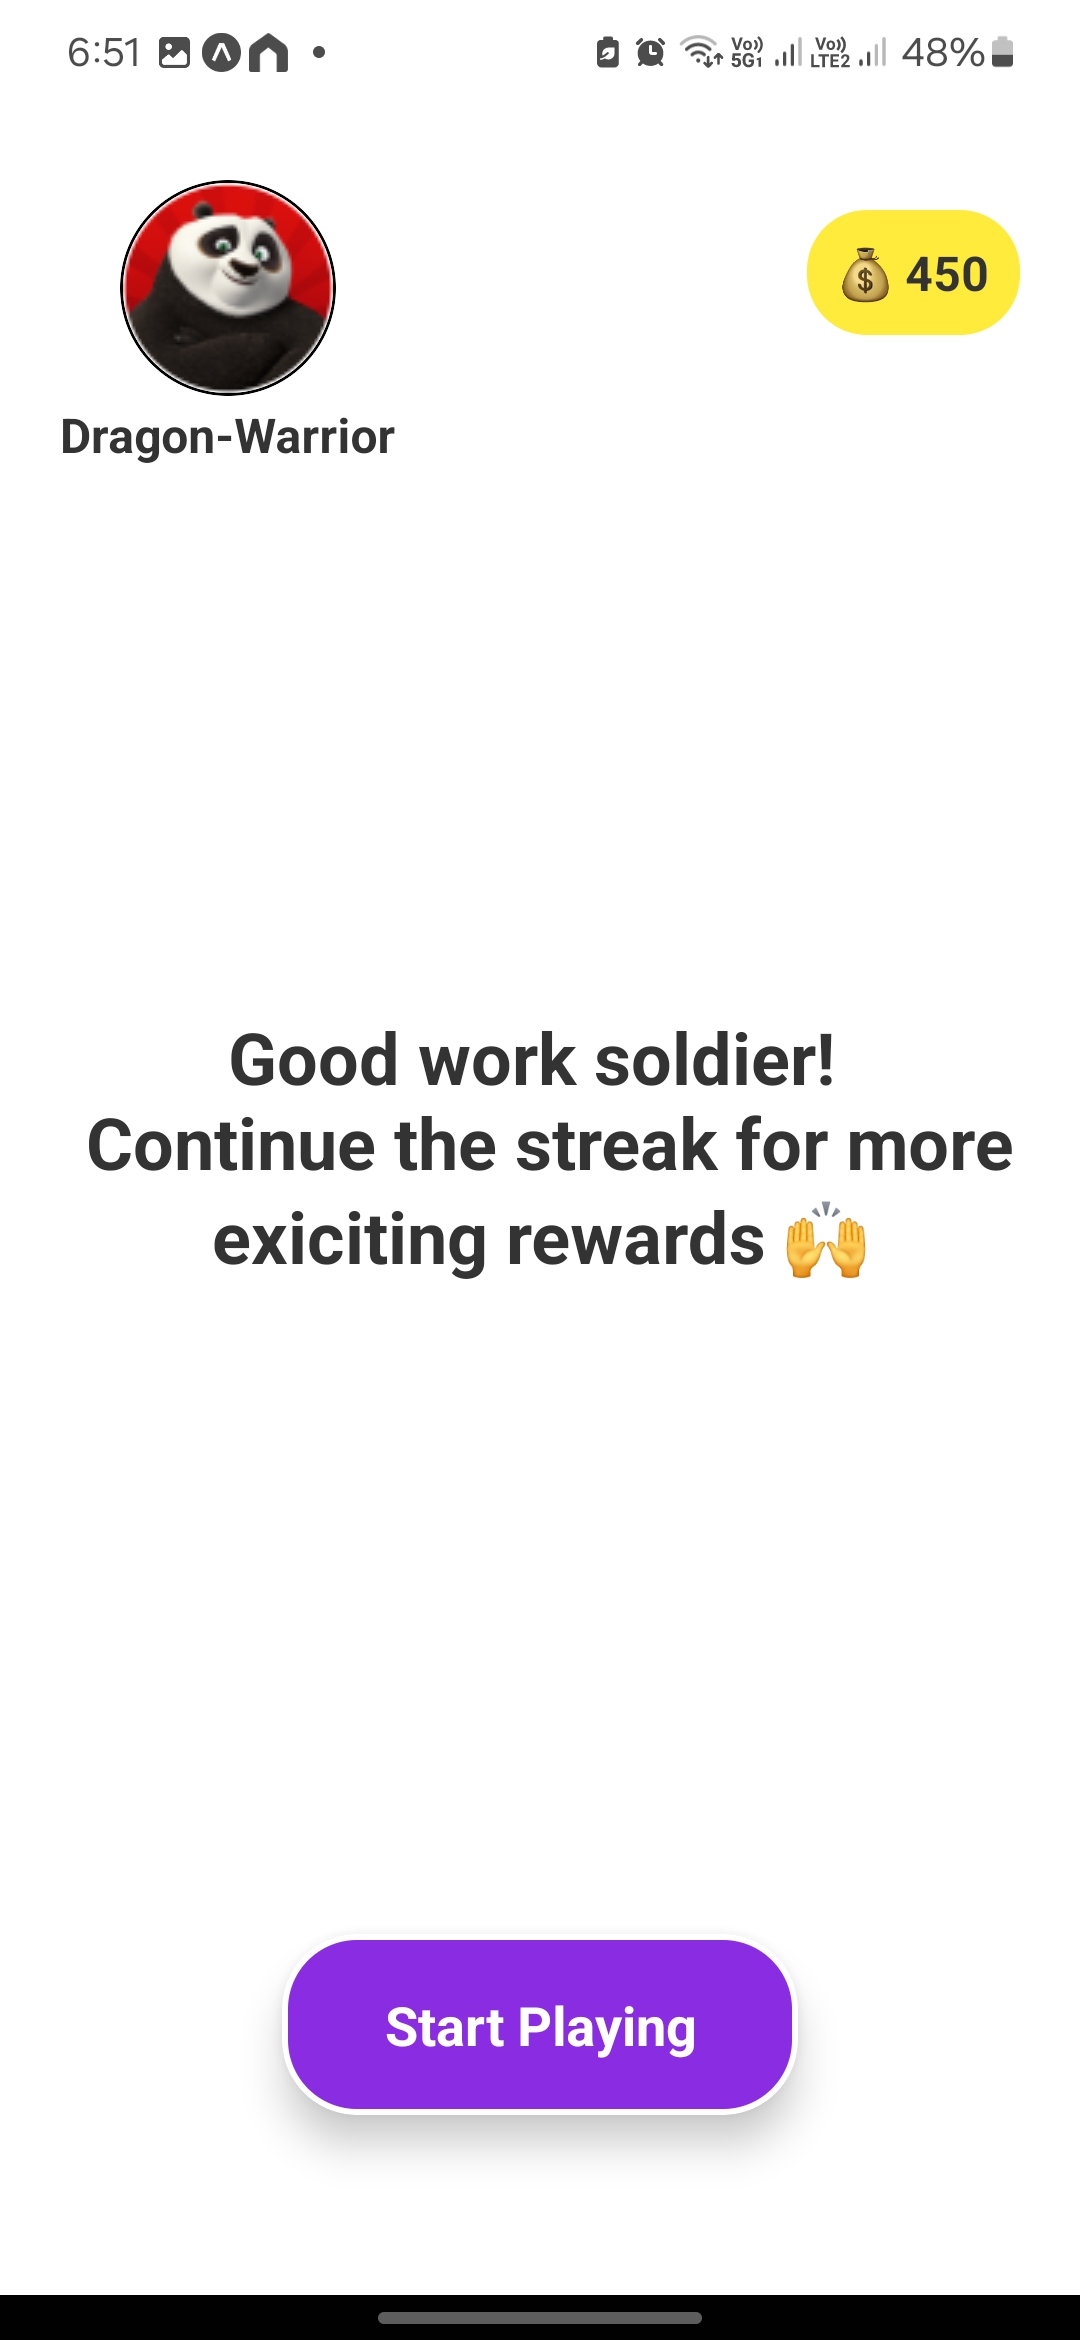 6:51
Vo)) 5G1 Vo)) LTE2 48%
💰 450
Dragon-Warrior
Good work soldier!
Continue the streak for more
exiciting rewards 🙌
Start Playing